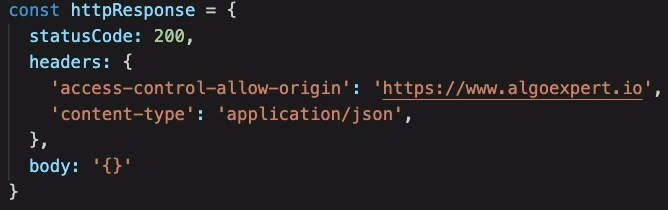 const httpResponse = {
  statusCode: 200,
  headers: {
    'access-control-allow-origin': 'https://www.algoexpert.io',
    'content-type': 'application/json',
  },
  body: '{}'
}